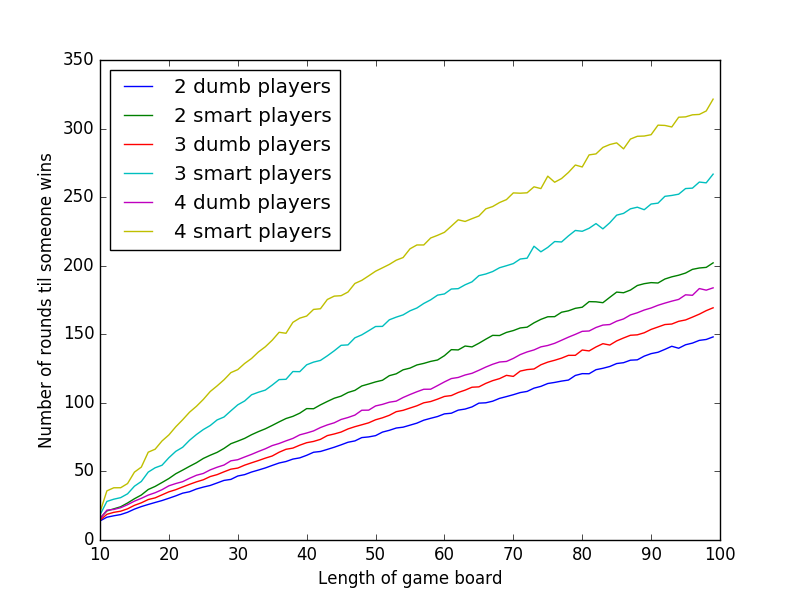 350
300
250
200
150
100
50
0
Number of rounds til someone wins
2 dumb players
2 smart players
3 dumb players
3 smart players
4 dumb players
4 smart players
10 20 30 40 50 60 70 80 90 100
Length of game board